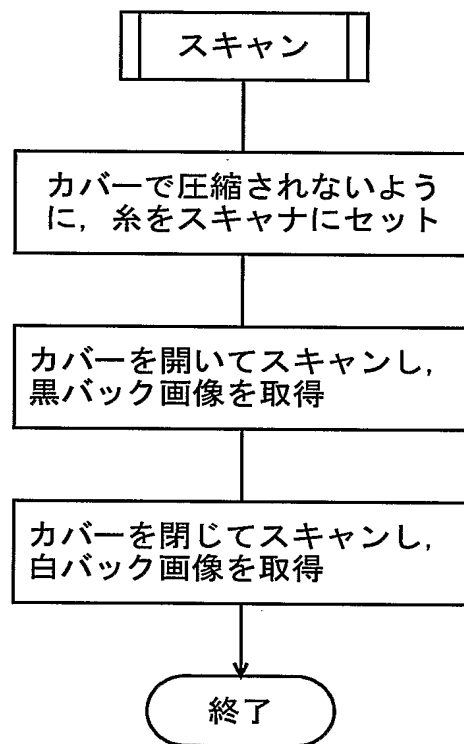 スキャン
カバーで圧縮されないよう
に，糸をスキャナにセット
カバーを開いてスキャンし，
黒バック画像を取得
カバーを閉じてスキャンし，
白バック画像を取得
終了